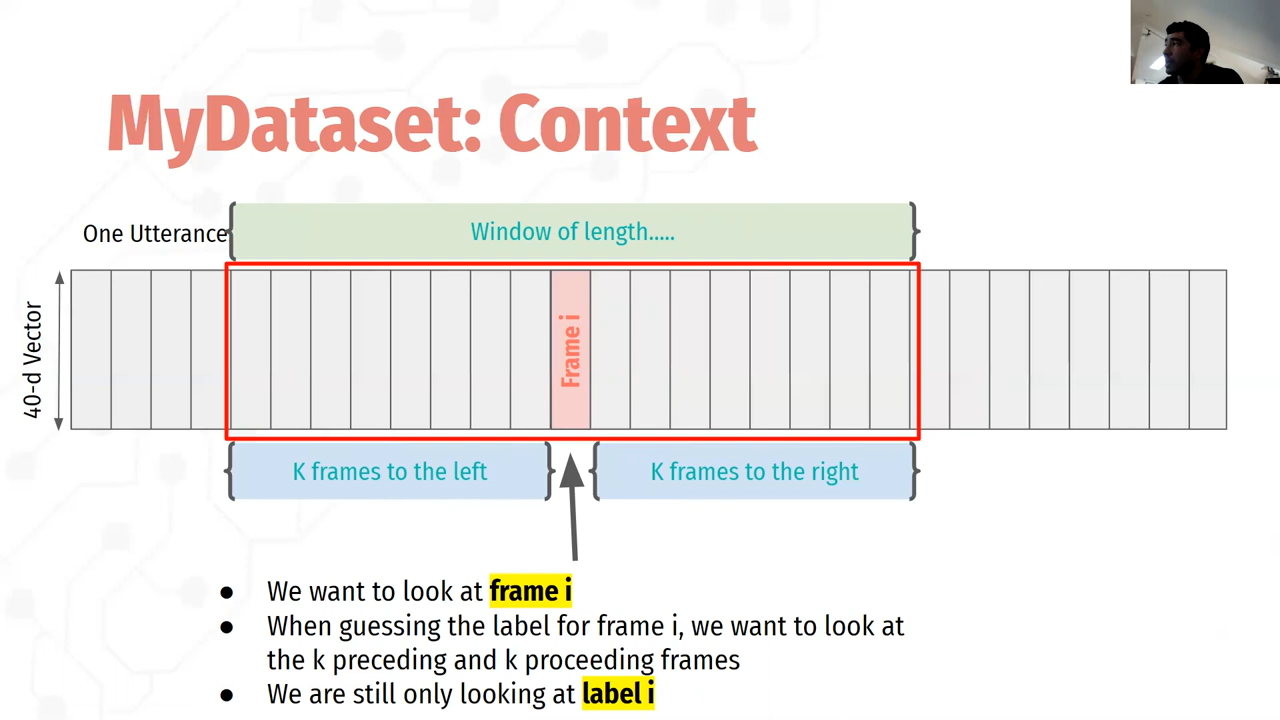 MyDataset: Context
One Utterance
Window of length.....
40-d Vector
Frame i
K frames to the left
K frames to the right
● We want to look at frame i
● When guessing the label for frame i, we want to look at
the k preceding and k proceeding frames
● We are still only looking at label i